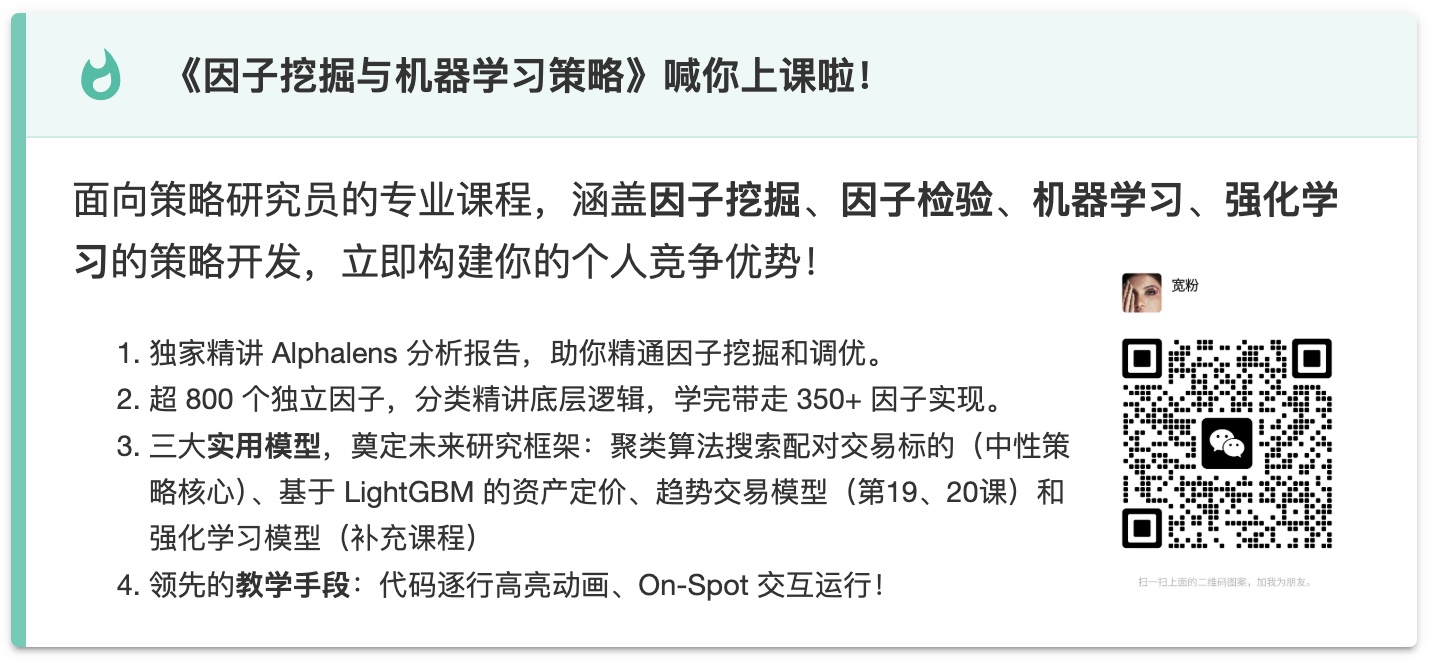 《因子挖掘与机器学习策略》喊你上课啦！
面向策略研究员的专业课程，涵盖因子挖掘、因子检验、机器学习、强化学
习的策略开发，立即构建你的个人竞争优势！
宽粉
1. 独家精讲 Alphalens 分析报告，助你精通因子挖掘和调优。
2. 超 800 个独立因子，分类精讲底层逻辑，学完带走 350+ 因子实现。
3. 三大实用模型，奠定未来研究框架：聚类算法搜索配对交易标的（中性策
略核心）、基于 LightGBM 的资产定价、趋势交易模型（第19、20课）和
强化学习模型（补充课程）
4. 领先的教学手段：代码逐行高亮动画、On-Spot 交互运行！
扫一扫上面的二维码图案，加我为朋友。